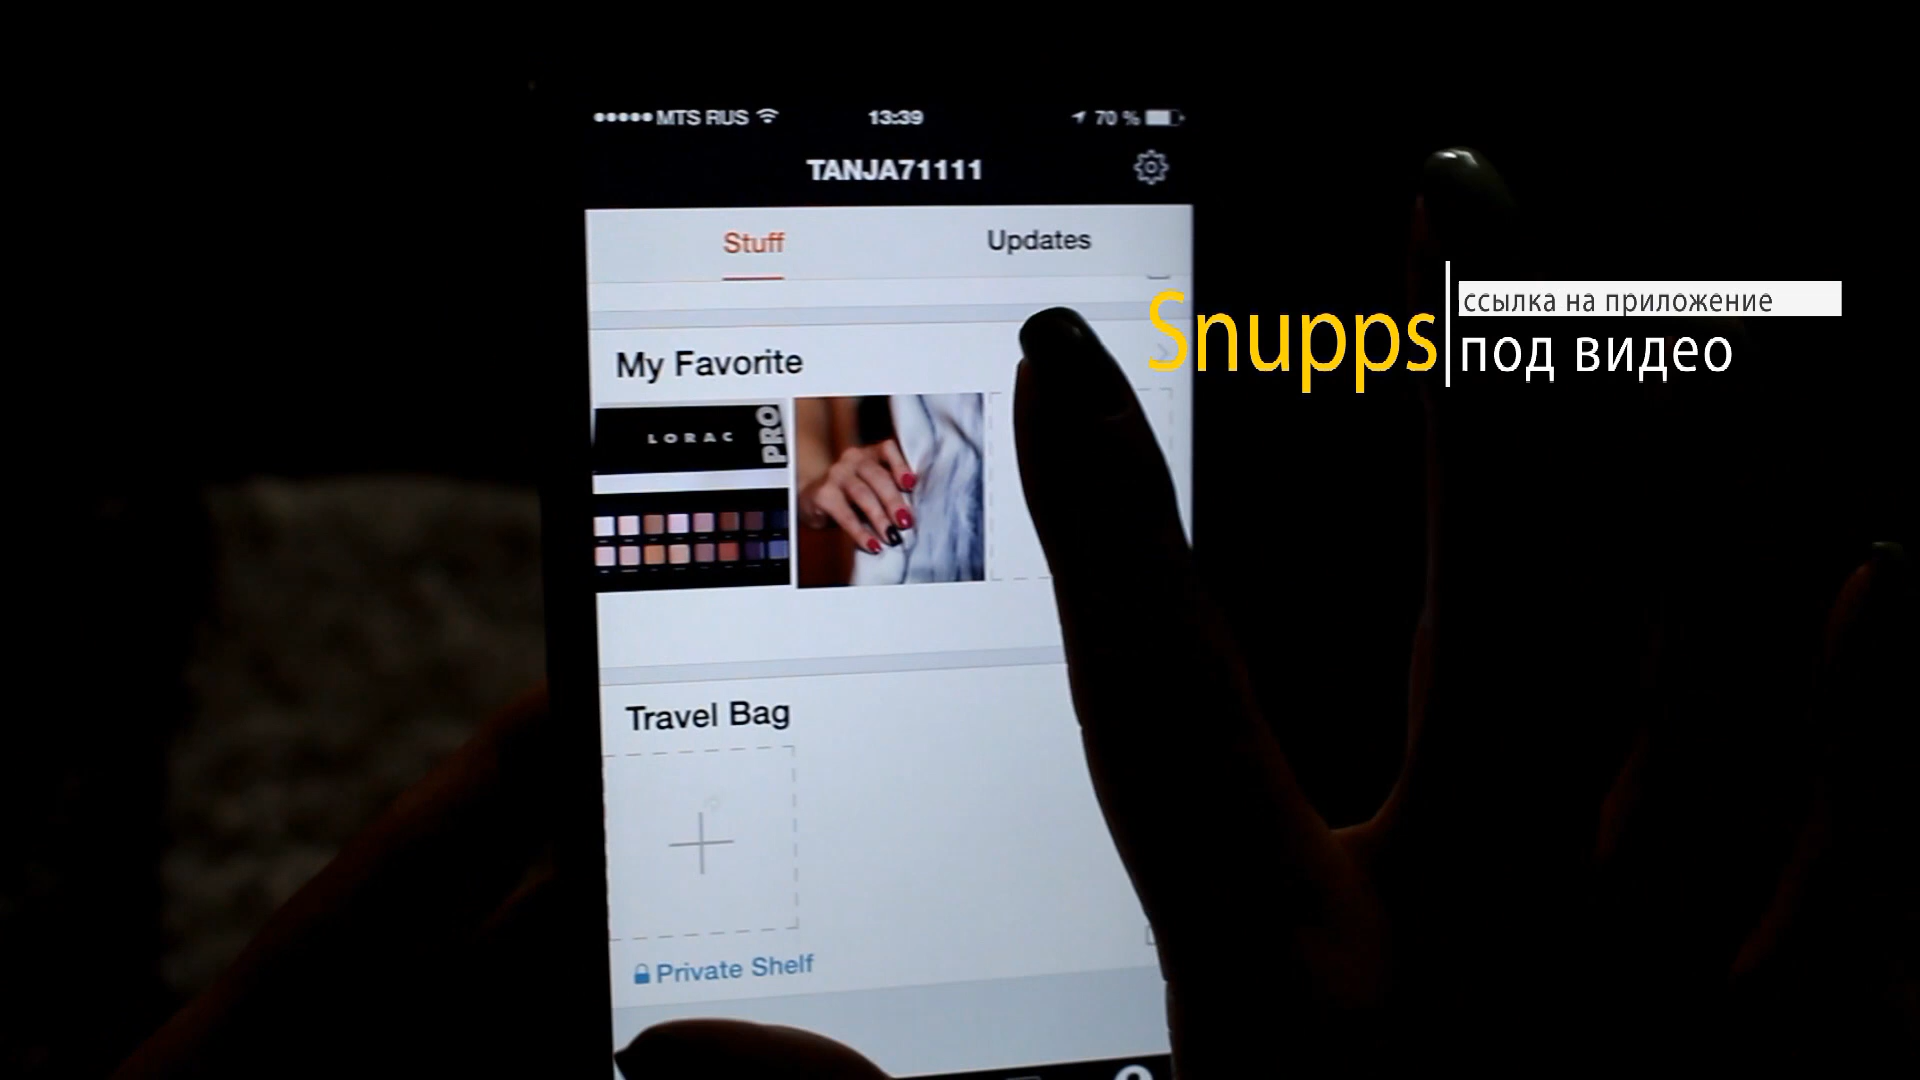 MTS RUS 13:39 70 %
TANJA71111
Stuff Updates
My Favorite
LORAC PRO
Travel Bag
Private Shelf
Snupps
ссылка на приложение
под видео